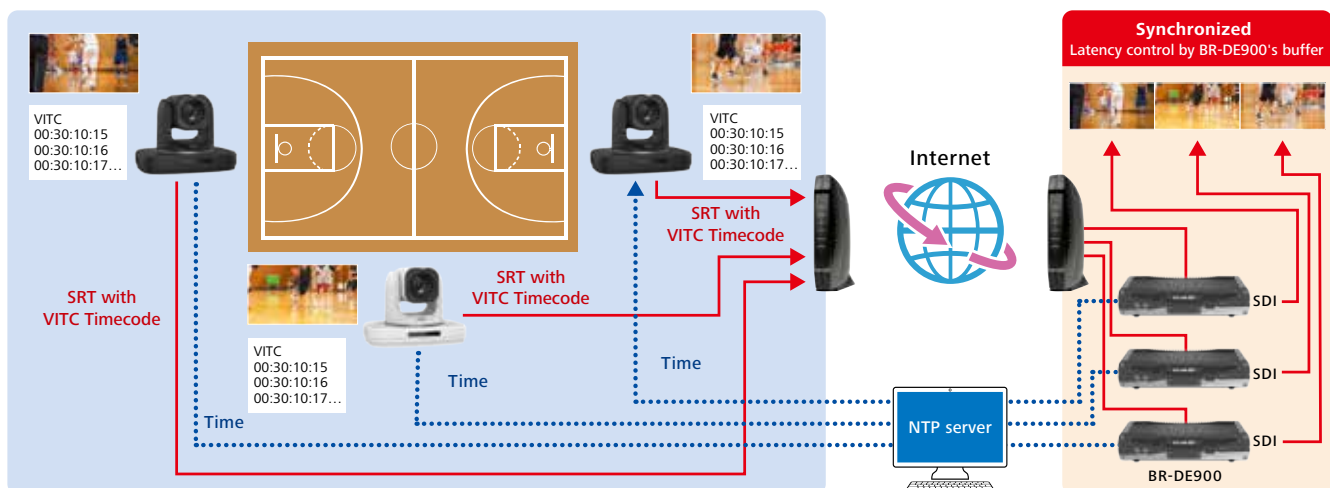 VITC
00:30:10:15
00:30:10:16
00:30:10:17...
SRT with
VITC Timecode
Time
VITC
00:30:10:15
00:30:10:16
00:30:10:17...
SRT with
VITC Timecode
Time
VITC
00:30:10:15
00:30:10:16
00:30:10:17...
SRT with
VITC Timecode
Time
Internet
NTP server
Synchronized
Latency control by BR-DE900's buffer
SDI
SDI
SDI
BR-DE900